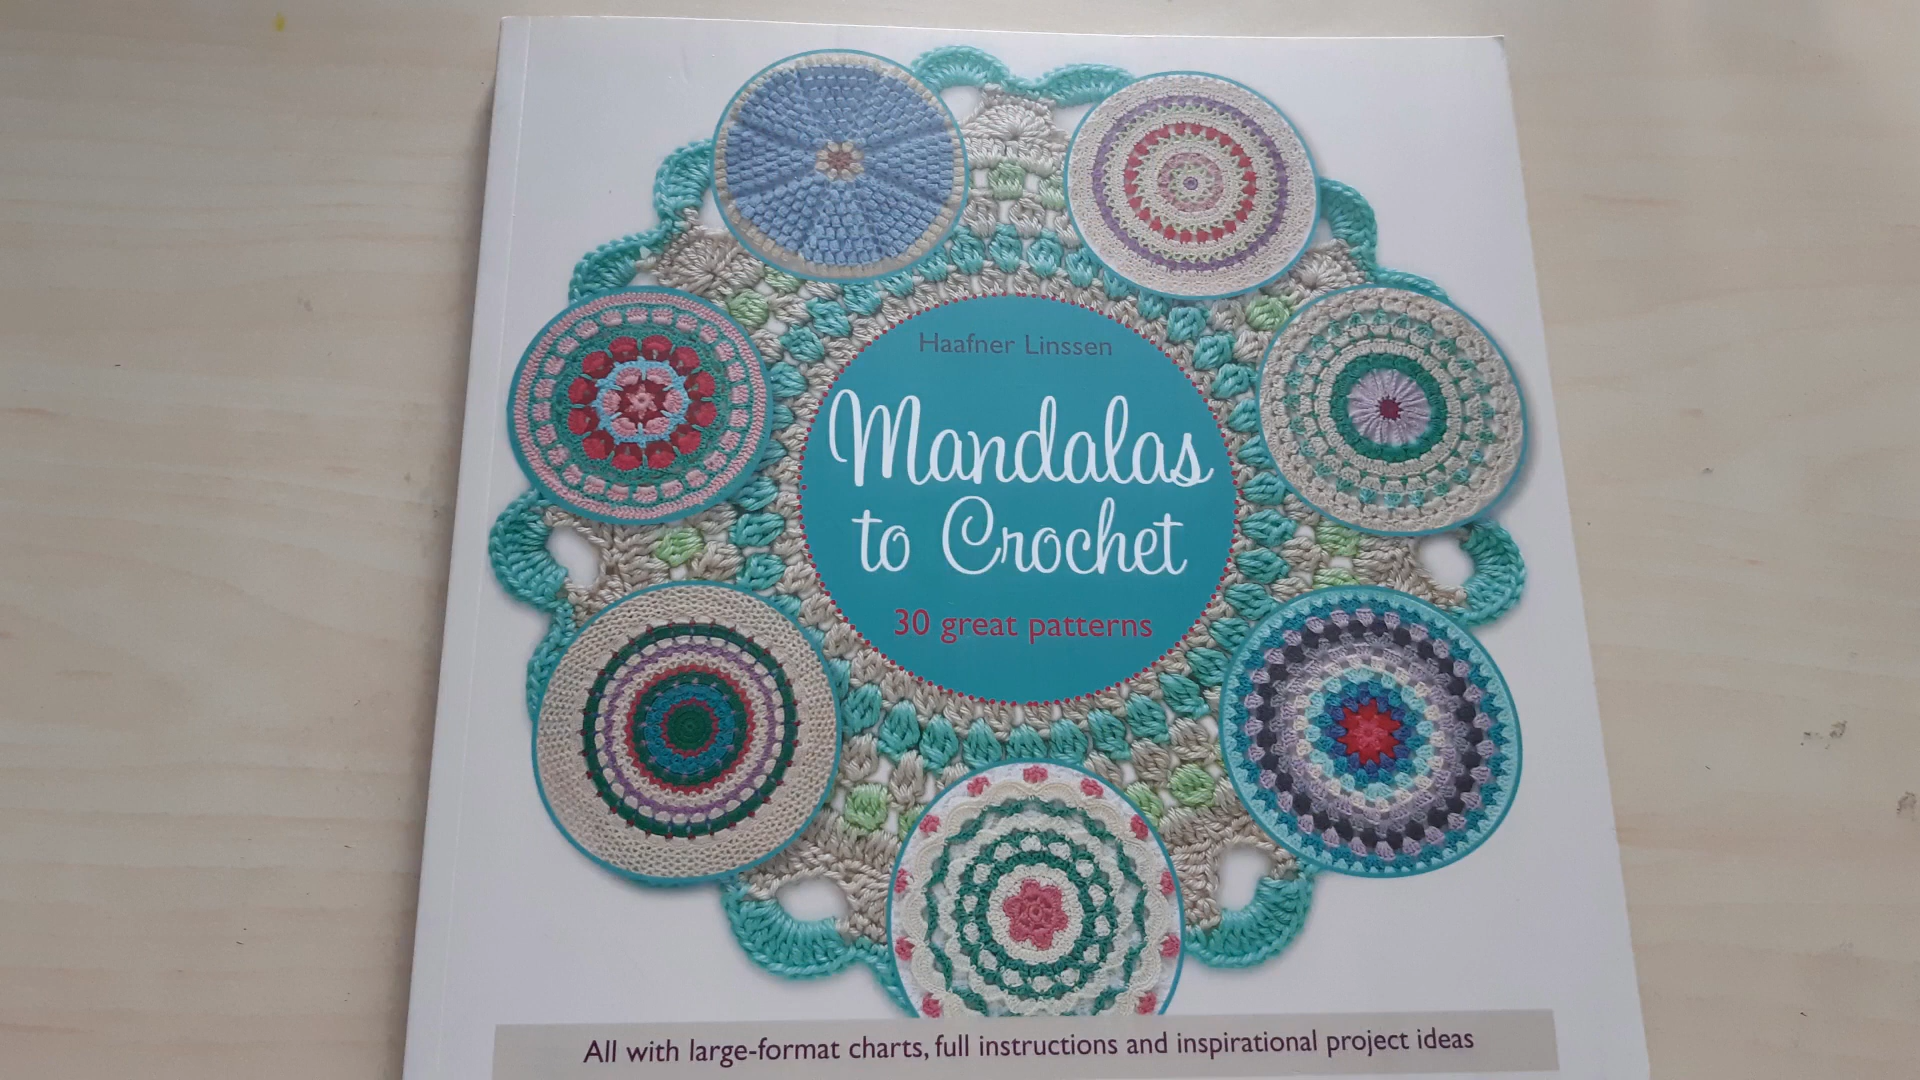 Haafner Linssen
Mandalas
to Crochet
30 great patterns
All with large-format charts, full instructions and inspirational project ideas